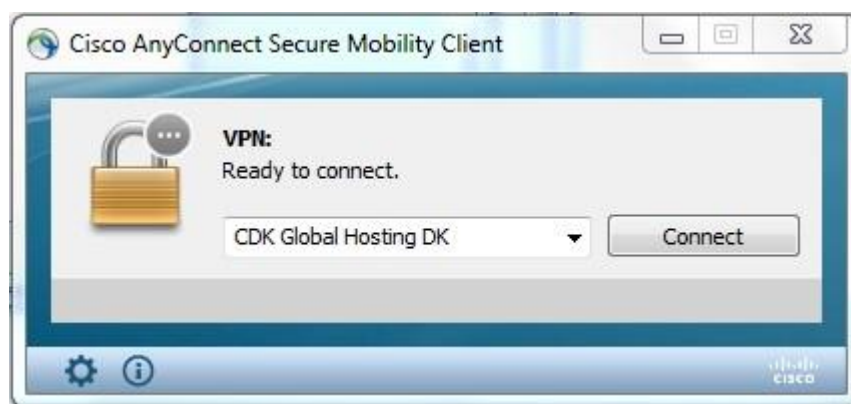 Cisco AnyConnect Secure Mobility Client
VPN:
Ready to connect.
CDK Global Hosting DK
Connect
CISCO